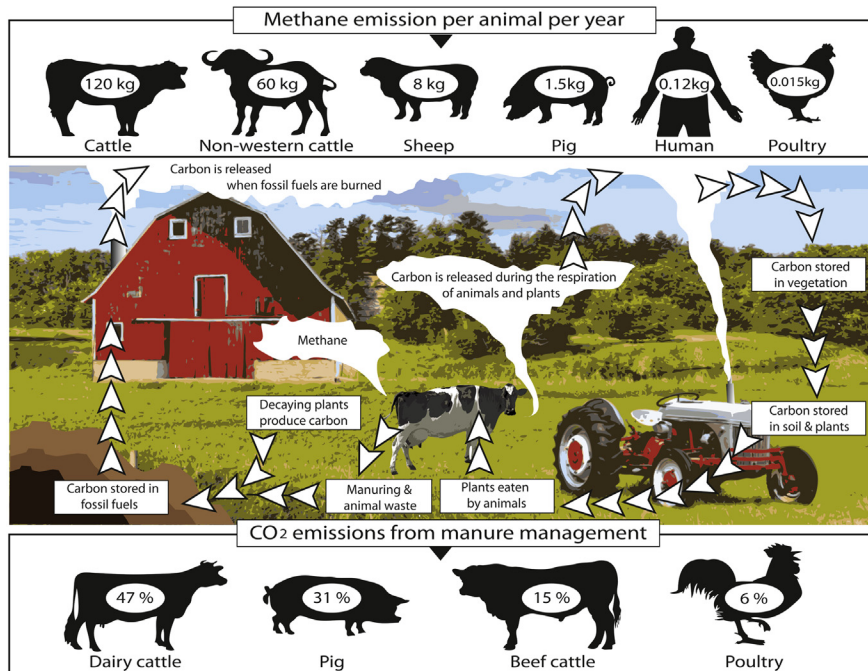 Methane emission per animal per year
120 kg
60 kg
8 kg
1.5kg
0.12kg
0.015kg
Cattle
Non-western cattle
Sheep
Pig
Human
Poultry
Carbon is released
when fossil fuels are burned
Carbon is released during the respiration
of animals and plants
Carbon stored
in vegetation
Methane
Decaying plants
produce carbon
Carbon stored
in soil & plants
Carbon stored in
fossil fuels
Manuring &
animal waste
Plants eaten
by animals
CO2 emissions from manure management
47 %
31 %
15 %
6 %
Dairy cattle
Pig
Beef cattle
Poultry